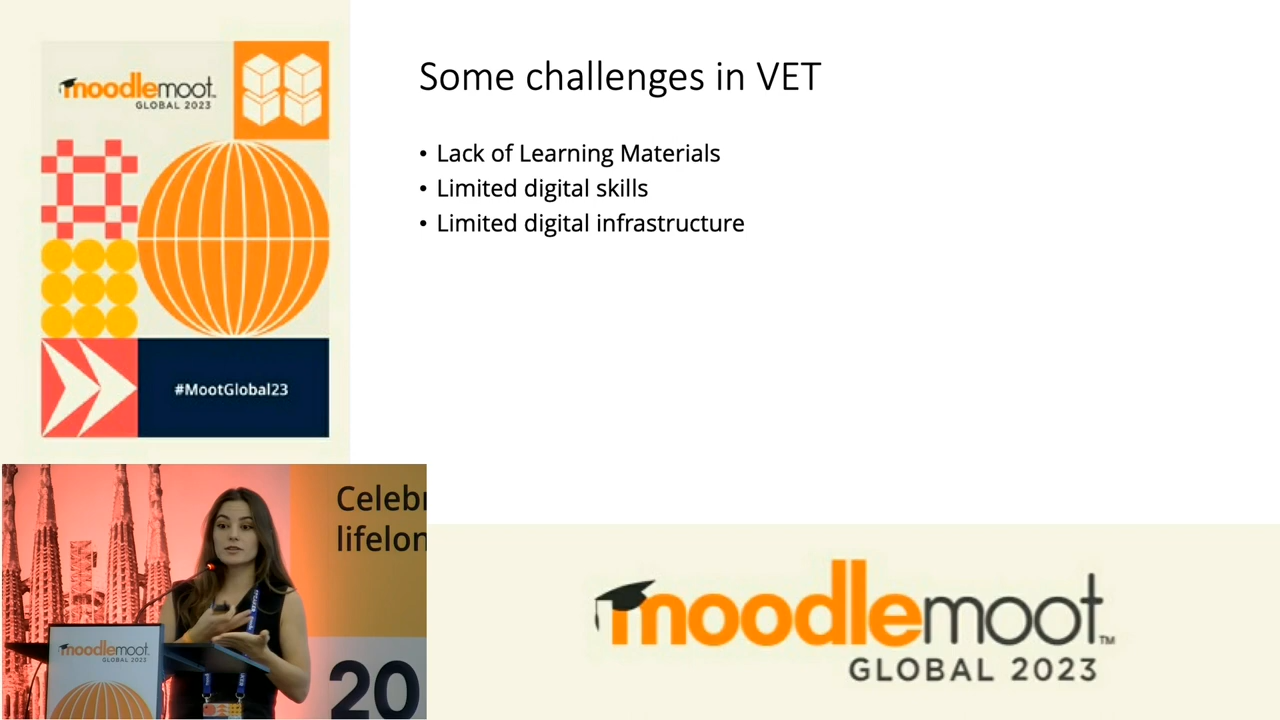 moodlemoot
GLOBAL 2023
#MootGlobal23
Some challenges in VET
• Lack of Learning Materials
• Limited digital skills
• Limited digital infrastructure
Celebr
lifelon
20
moodlemoot
GLOBAL 2023
moodlemoot™
GLOBAL 2023